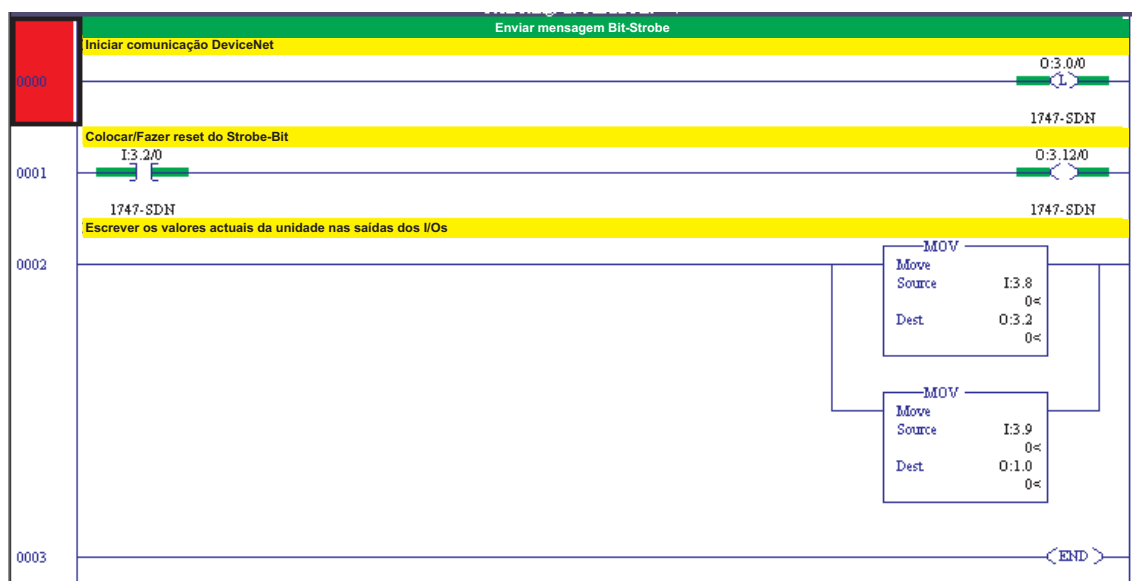 Enviar mensagem Bit-Strobe
Iniciar comunicação DeviceNet
O:3.0/0
0000
L
1747-SDN
Colocar/Fazer reset do Strobe-Bit
I:3.2/0
O:3.12/0
0001
1747-SDN
1747-SDN
Escrever os valores actuais da unidade nas saídas dos I/Os
0002
MOV
Move
Source I:3.8
0<
Dest O:3.2
0<
MOV
Move
Source I:3.9
0<
Dest O:1.0
0<
0003
END